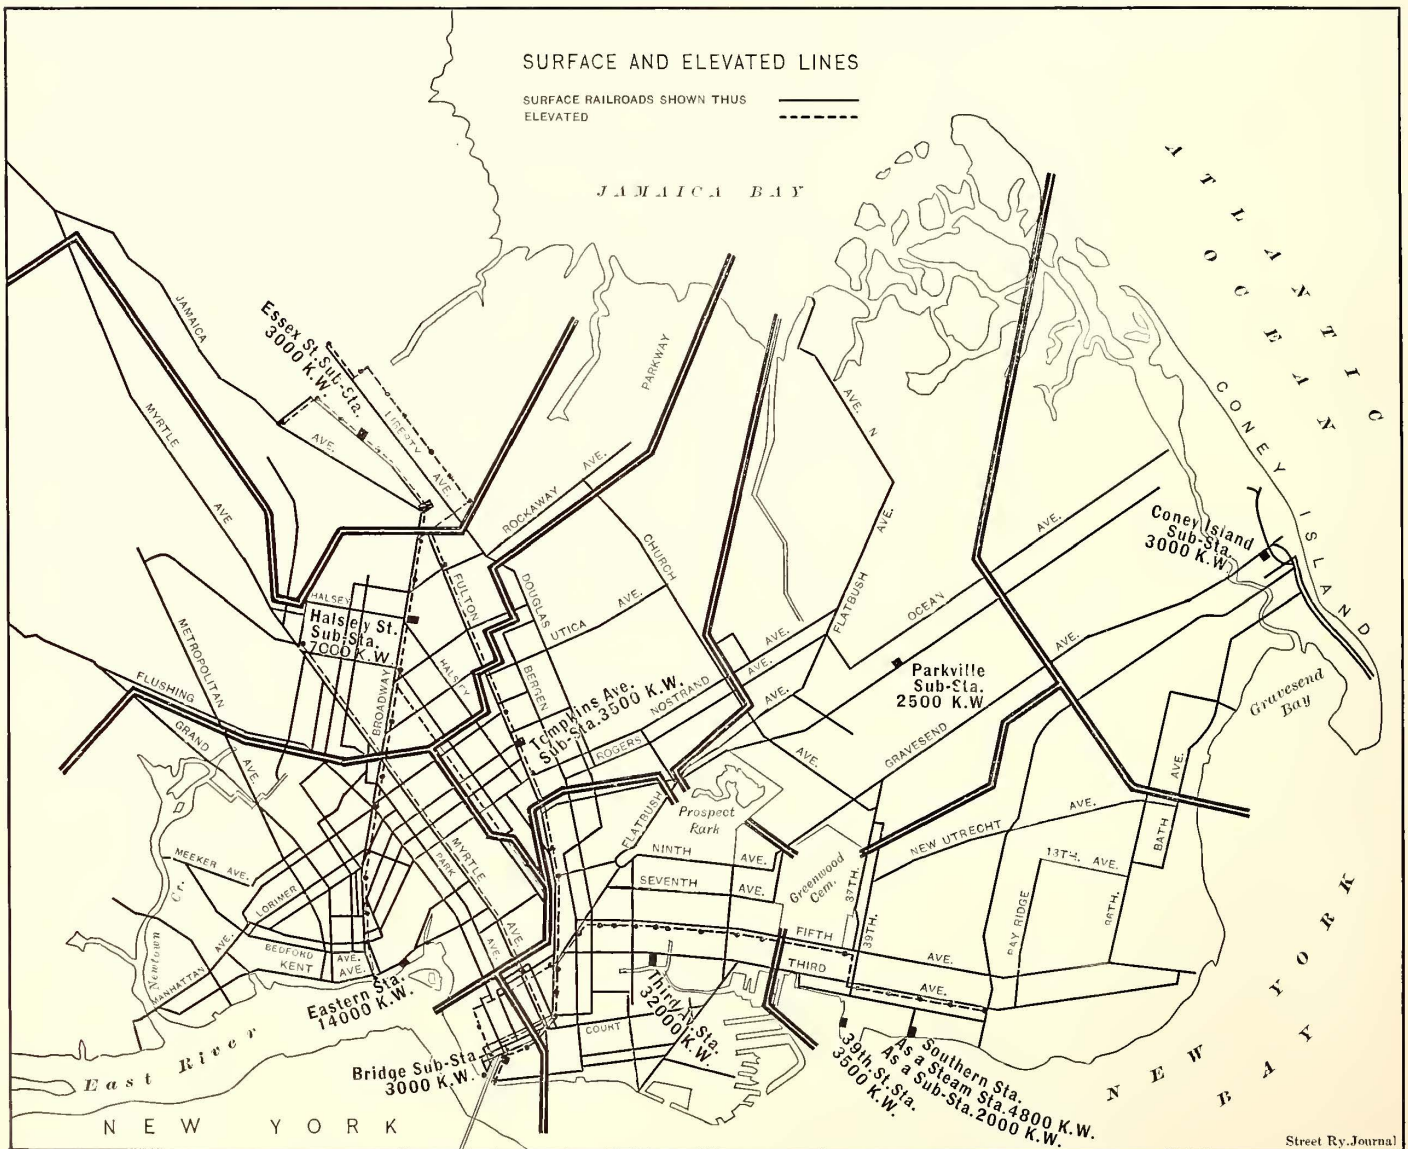 SURFACE AND ELEVATED LINES
SURFACE RAILROADS SHOWN THUS
ELEVATED
JAMAICA BAY
ATLANTIC
OCEAN
CONEY ISLAND
JAMAICA
AVE.
Essex St. Sub-Sta.
3000 K.W.
LIBERTY
AVE.
MYRTLE
AVE
PARKWAY
ROCKAWAY
AVE.
CHURCH
AVE. N
AVE.
FLATBUSH
OCEAN
AVE.
Coney Island
Sub-Sta.
3000 K.W.
FULTON
DOUGLAS
UTICA
AVE.
HALSEY
Halsley St.
Sub-Sta.
7000 K.W.
HALSEY
BERGEN
METROPOLITAN
AVE.
FLUSHING
GRAND
BROADWAY
Tompkins Ave.
Sub-Sta. 3500 K.W.
NOSTRAND
AVE.
ROGERS
AVE.
AVE.
Parkville
Sub-Sta.
2500 K.W.
GRAVESEND
AVE.
Gravesend
Bay
FLATBUSH
Prospect
Park
Greenwood
Cem.
NEW UTRECHT
AVE.
13TH. AVE.
BATH
AVE.
86TH.
BAY RIDGE
37TH.
39TH.
MEEKER AVE.
LORIMER
PARK
AVE.
MYRTLE
AVE.
NINTH AVE.
SEVENTH AVE.
FIFTH
AVE.
THIRD
AVE.
Newtown
Cr.
MANHATTAN AVE.
BEDFORD AVE.
KENT AVE.
Eastern Sta.
14000 K.W.
COURT
Third Av. Sta.
32000 K.W.
39th. St. Sta.
3500
K.W.
Southern Sta.
As a Steam Sta. 4800 K.W.
As a Sub-Sta. 2000 K.W.
Bridge Sub-Sta.
3000 K.W.
East River
NEW YORK
NEW YORK
BAY
Street Ry. Journal